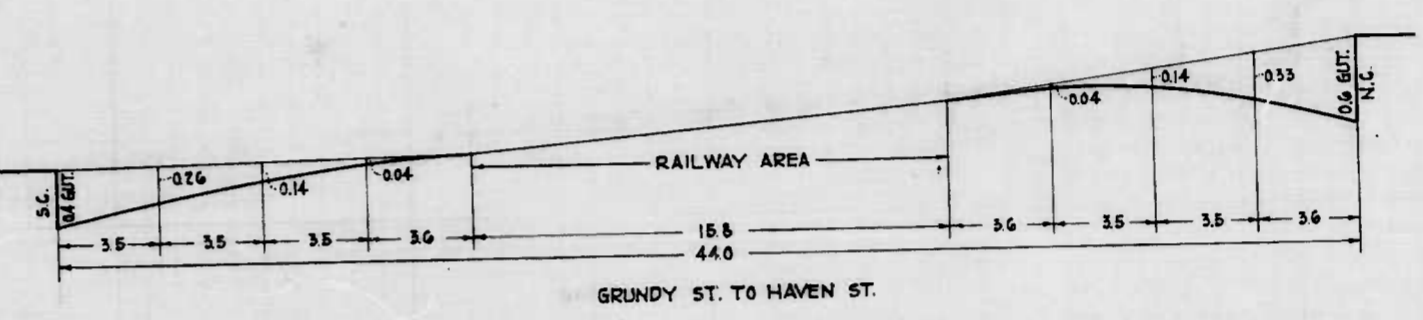 0.14
0.33
0.6 GUT.
N.C.
0.04
RAILWAY AREA
0.26
0.14
0.04
S.C.
0.4 GUT.
3.5 3.5 3.5 3.6 15.8 3.6 3.5 3.5 3.6
44.0
GRUNDY ST. TO HAVEN ST.